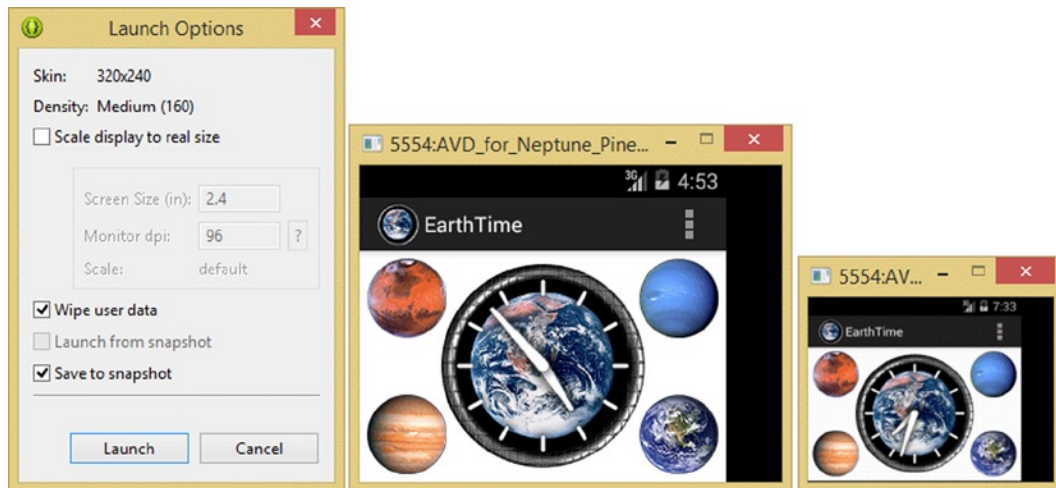 Launch Options
Skin: 320x240
Density: Medium (160)
Scale display to real size
Screen Size (in): 2.4
Monitor dpi: 96 ?
Scale: default
Wipe user data
Launch from snapshot
Save to snapshot
Launch Cancel
5554:AVD_for_Neptune_Pine...
3G 4:53
EarthTime
5554:AV...
3G 7:33
EarthTime